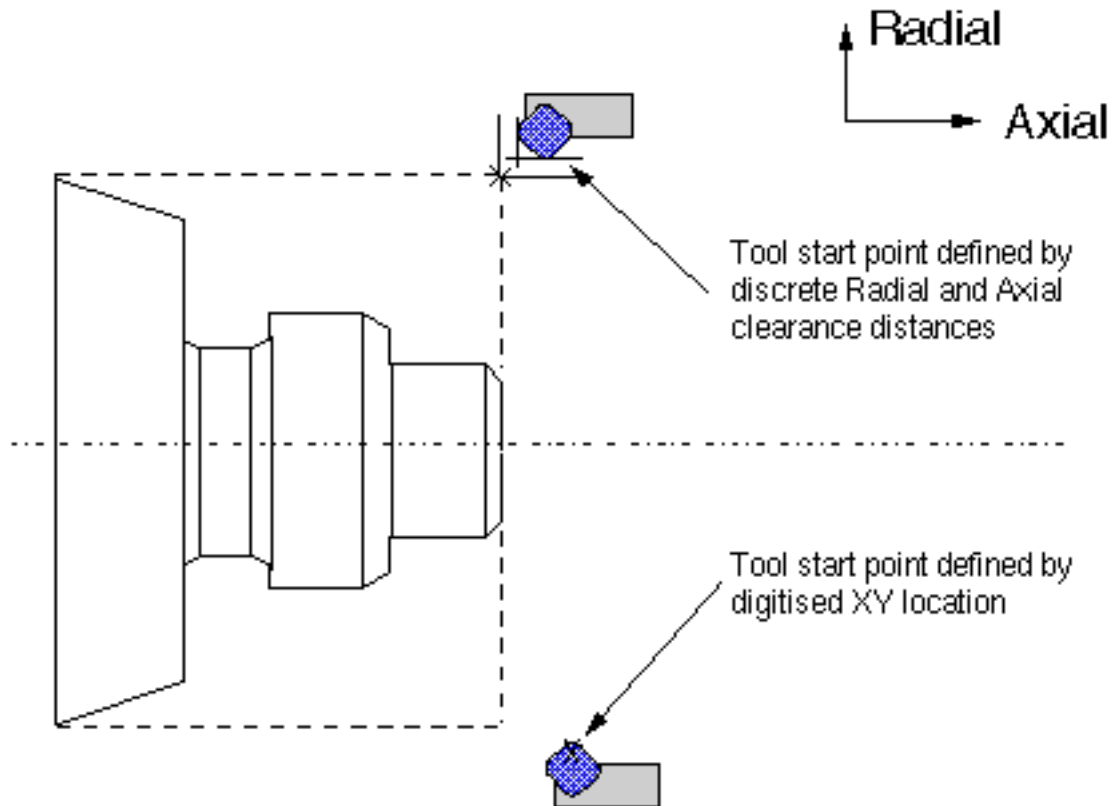 Radial
Axial
Tool start point defined by
discrete Radial and Axial
clearance distances
Tool start point defined by
digitised XY location